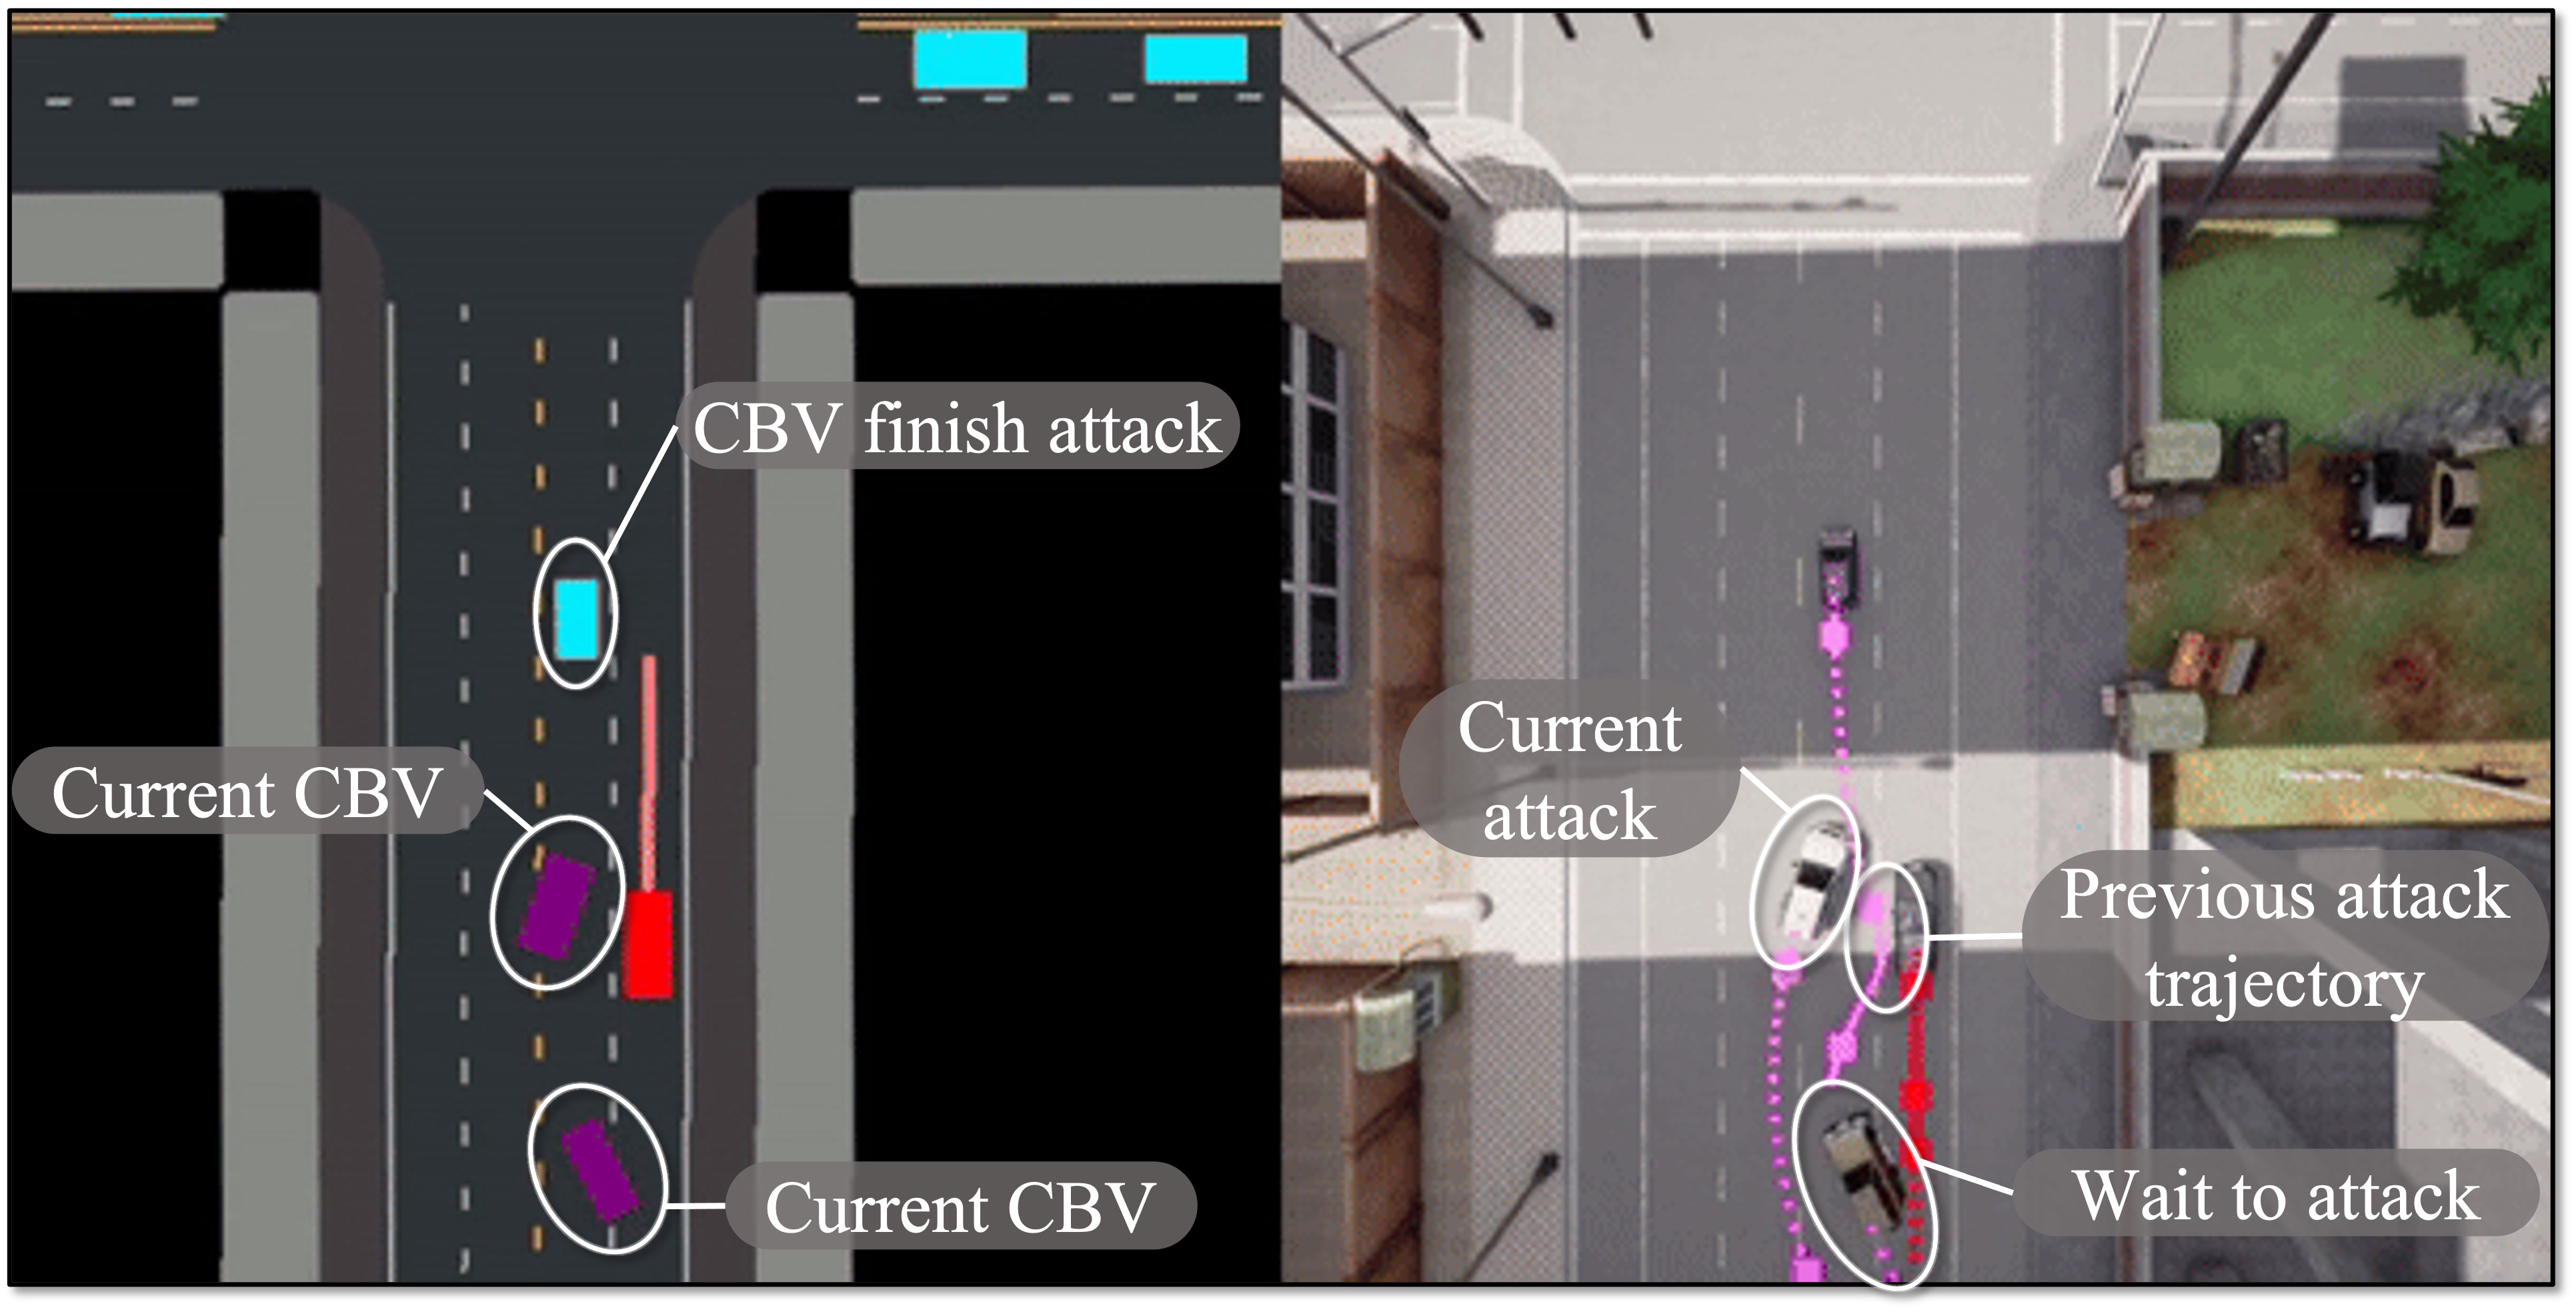 CBV finish attack
Current CBV
Current CBV
Current
attack
Previous attack
trajectory
Wait to attack